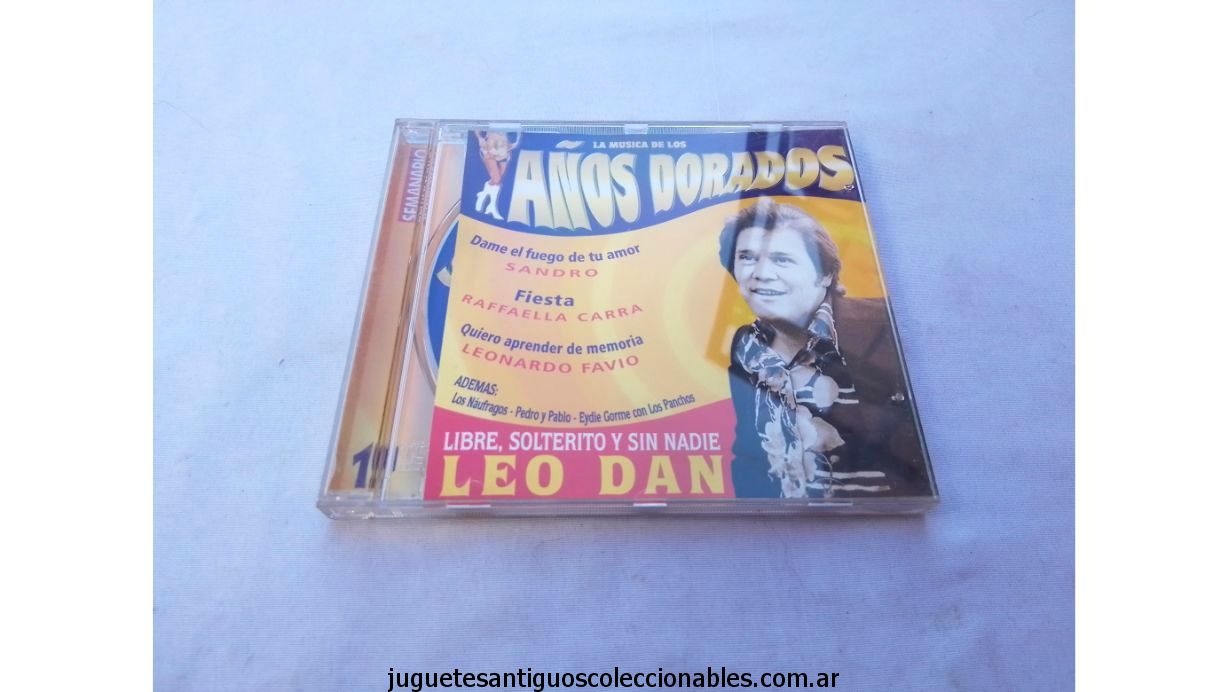 SEMANARIO
LA MUSICA DE LOS
AÑOS DORADOS
Dame el fuego de tu amor
SANDRO
Fiesta
RAFFAELLA CARRA
Quiero aprender de memoria
LEONARDO FAVIO
ADEMAS:
Los Náufragos - Pedro y Pablo - Eydie Gorme con Los Panchos
LIBRE, SOLTERITO Y SIN NADIE
LEO DAN
juguetesantiguoscoleccionables.com.ar